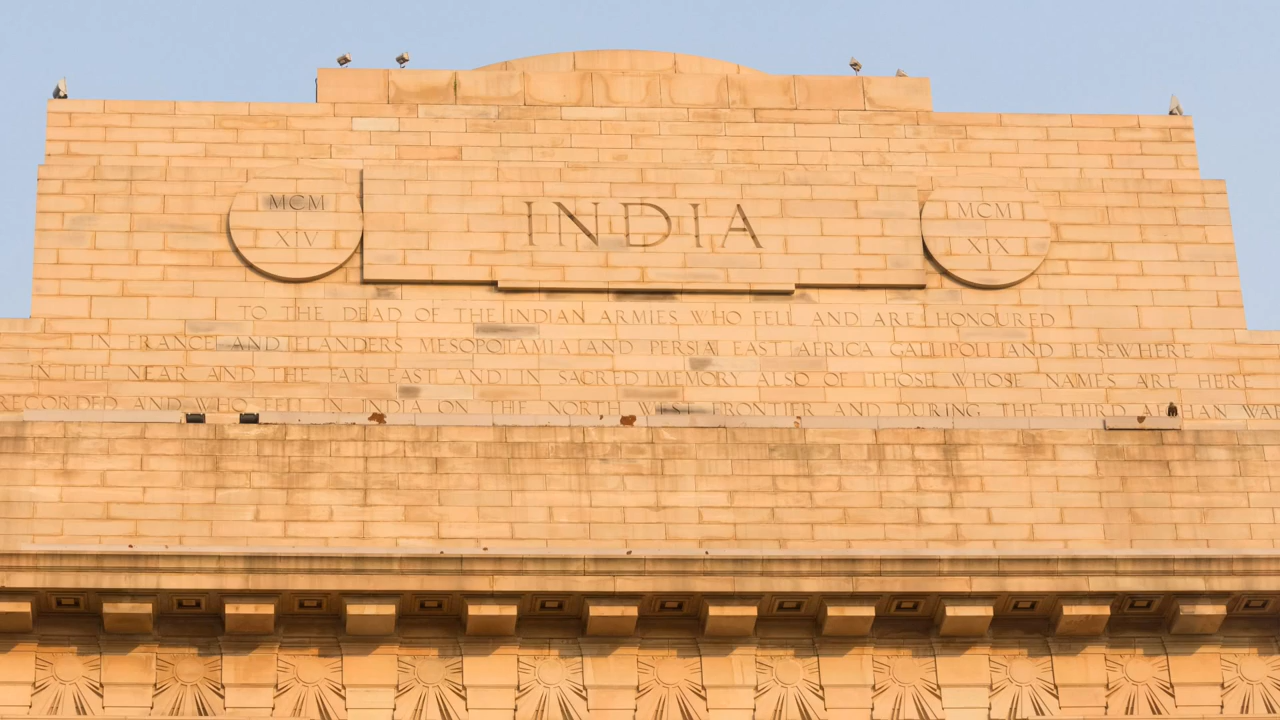 MCM
XIV
INDIA
MCM
XIX
TO THE DEAD OF THE INDIAN ARMIES WHO FELL AND ARE HONOURED
IN FRANCE AND FLANDERS MESOPOTAMIA AND PERSIA EAST AFRICA GALLIPOLI AND ELSEWHERE
IN THE NEAR AND THE FAR EAST AND IN SACRED MEMORY ALSO OF THOSE WHOSE NAMES ARE HERE
RECORDED AND WHO FELL IN INDIA ON THE NORTH WEST FRONTIER AND DURING THE THIRD